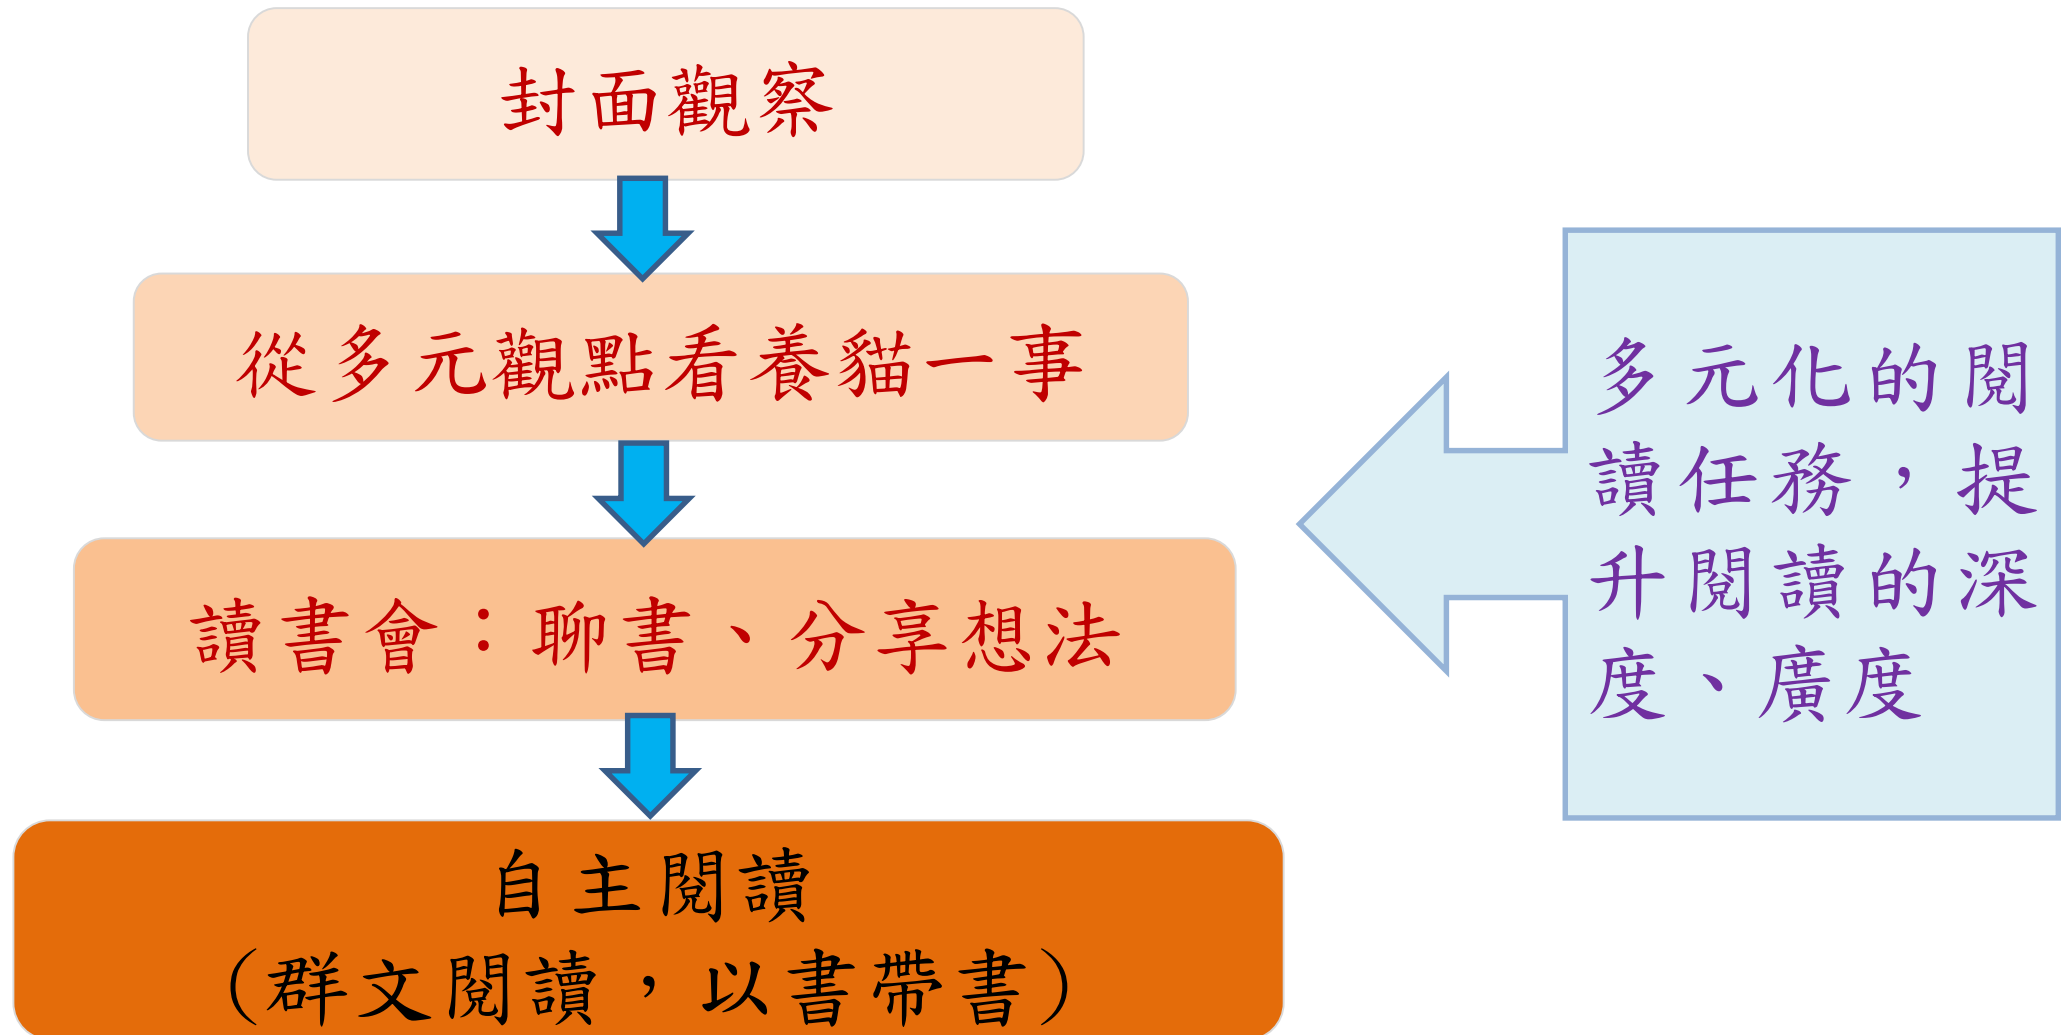 封面觀察
從多元觀點看養貓一事
讀書會：聊書、分享想法
自主閱讀
（群文閱讀，以書帶書）
多元化的閱
讀任務，提
升閱讀的深
度、廣度